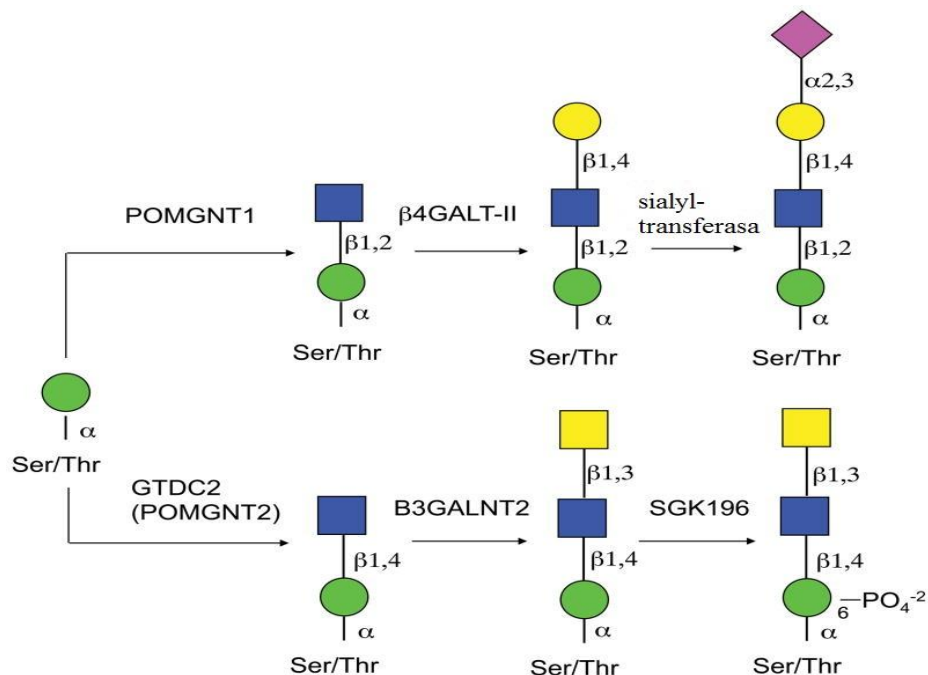 α2,3
β1,4
β1,4
POMGNT1
β4GALT-II
sialyl-
transferasa
β1,2
β1,2
β1,2
α
α
α
Ser/Thr
Ser/Thr
Ser/Thr
α
Ser/Thr
GTDC2
(POMGNT2)
B3GALNT2
SGK196
β1,3
β1,3
β1,4
β1,4
β1,4
6
PO4-2
α
α
α
Ser/Thr
Ser/Thr
Ser/Thr